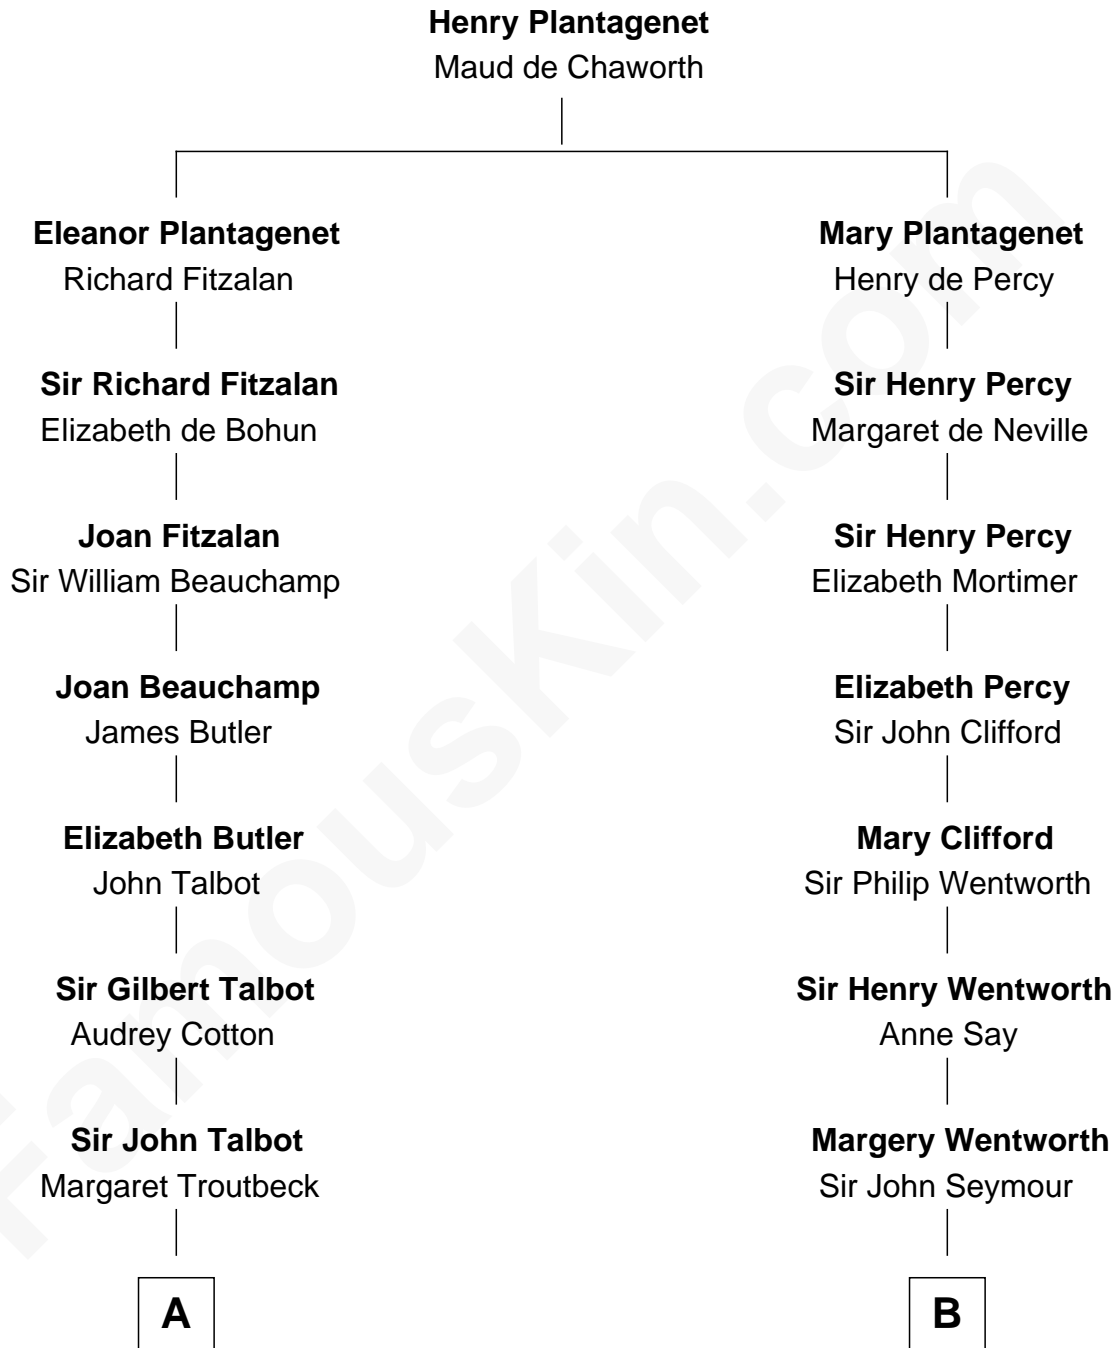 Henry Plantagenet
Maud de Chaworth
Eleanor Plantagenet
Richard Fitzalan
Mary Plantagenet
Henry de Percy
Sir Richard Fitzalan
Elizabeth de Bohun
Sir Henry Percy
Margaret de Neville
Joan Fitzalan
Sir William Beauchamp
Sir Henry Percy
Elizabeth Mortimer
Joan Beauchamp
James Butler
Elizabeth Percy
Sir John Clifford
Elizabeth Butler
John Talbot
Mary Clifford
Sir Philip Wentworth
Sir Gilbert Talbot
Audrey Cotton
Sir Henry Wentworth
Anne Say
Sir John Talbot
Margaret Troutbeck
Margery Wentworth
Sir John Seymour
A
B
FamousKin.com